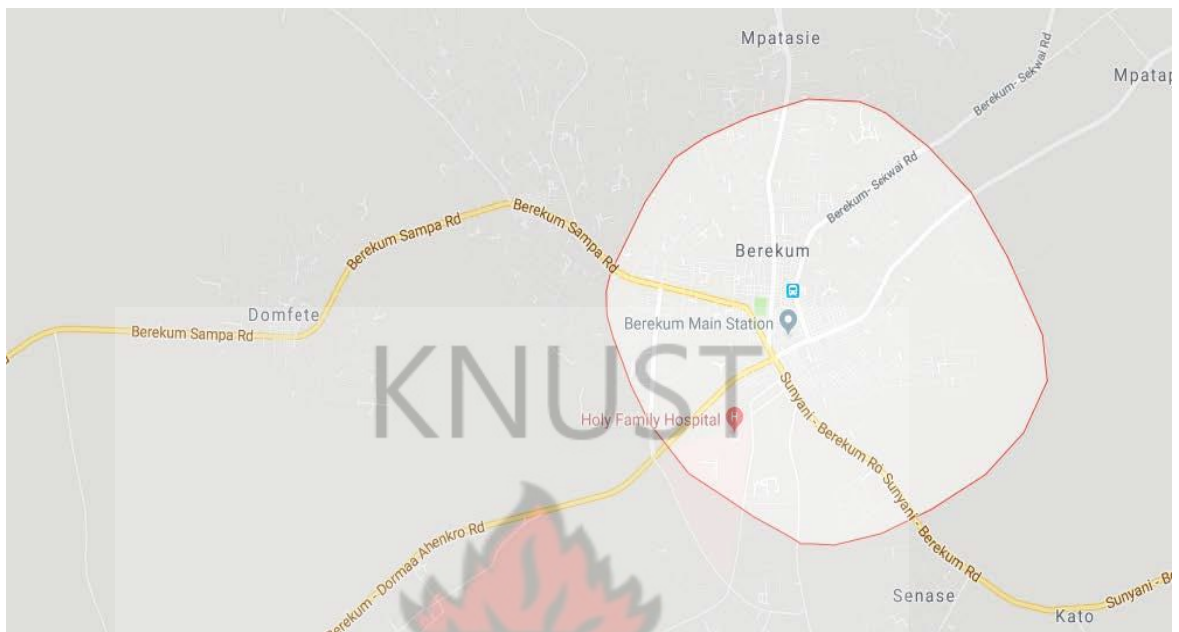 Mpatasie
Berekum- Sekwai Rd
Mpatap
Berekum- Sekwai Rd
Berekum Sampa Rd
Berekum Sampa Rd
Berekum
Domfete
Berekum Main Station
Berekum Sampa Rd
KNUST
Holy Family Hospital
H
Sunyani - Berekum Rd
Sunyani - Berekum Rd
Berekum - Dormaa Ahenkro Rd
Senase
Kato
Sunyani - Be